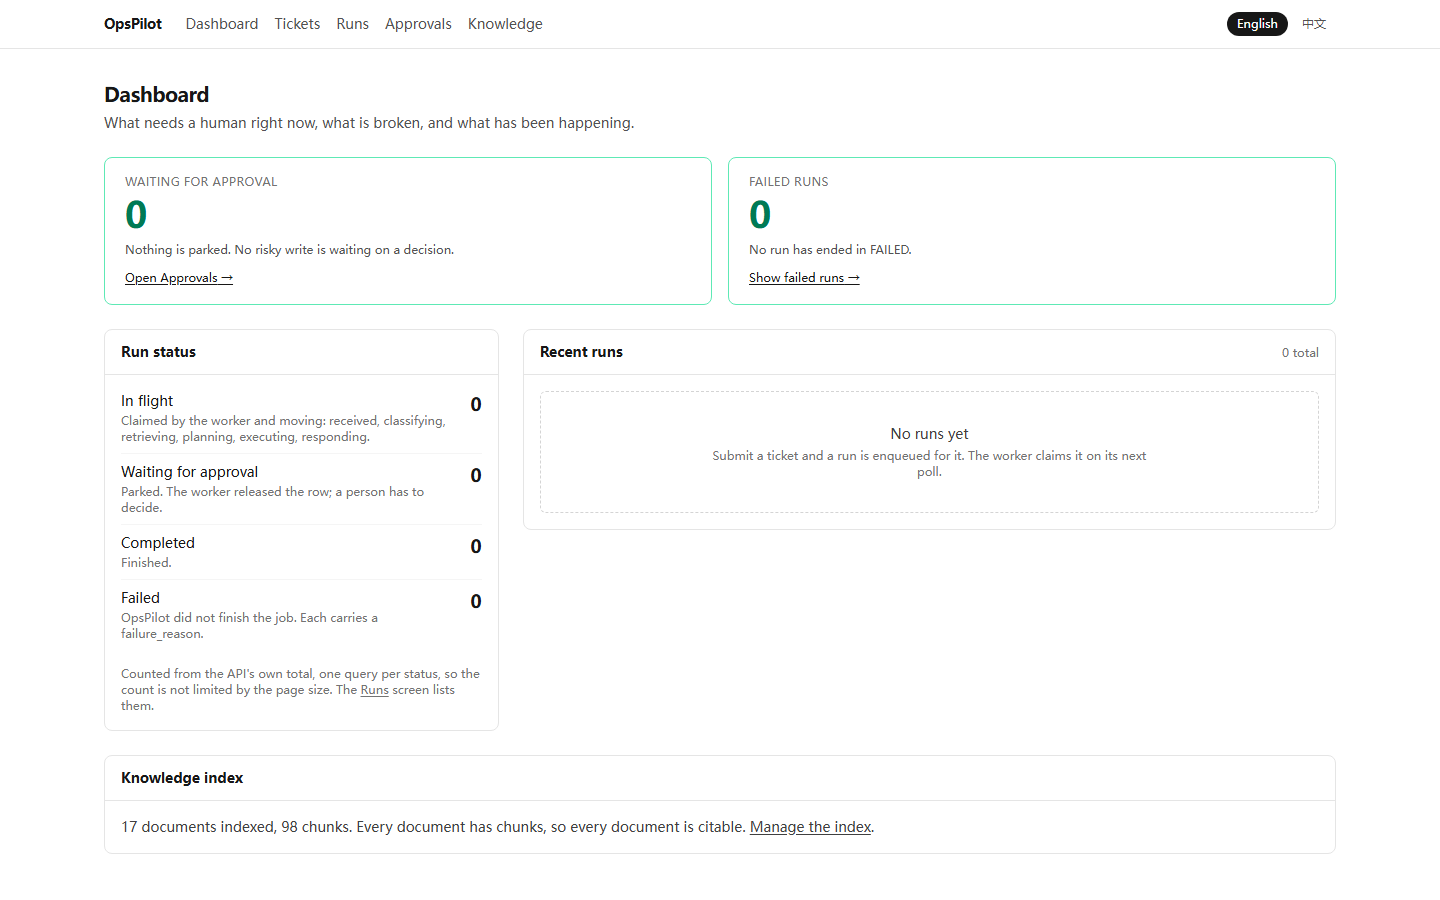 OpsPilot Dashboard Tickets Runs Approvals Knowledge English 中文
Dashboard
What needs a human right now, what is broken, and what has been happening.
WAITING FOR APPROVAL
0
Nothing is parked. No risky write is waiting on a decision.
Open Approvals →
FAILED RUNS
0
No run has ended in FAILED.
Show failed runs →
Run status
In flight 0
Claimed by the worker and moving: received, classifying,
retrieving, planning, executing, responding.
Waiting for approval 0
Parked. The worker released the row; a person has to
decide.
Completed 0
Finished.
Failed 0
OpsPilot did not finish the job. Each carries a
failure_reason.
Counted from the API's own total, one query per status, so the
count is not limited by the page size. The Runs screen lists
them.
Recent runs 0 total
No runs yet
Submit a ticket and a run is enqueued for it. The worker claims it on its next
poll.
Knowledge index
17 documents indexed, 98 chunks. Every document has chunks, so every document is citable. Manage the index.